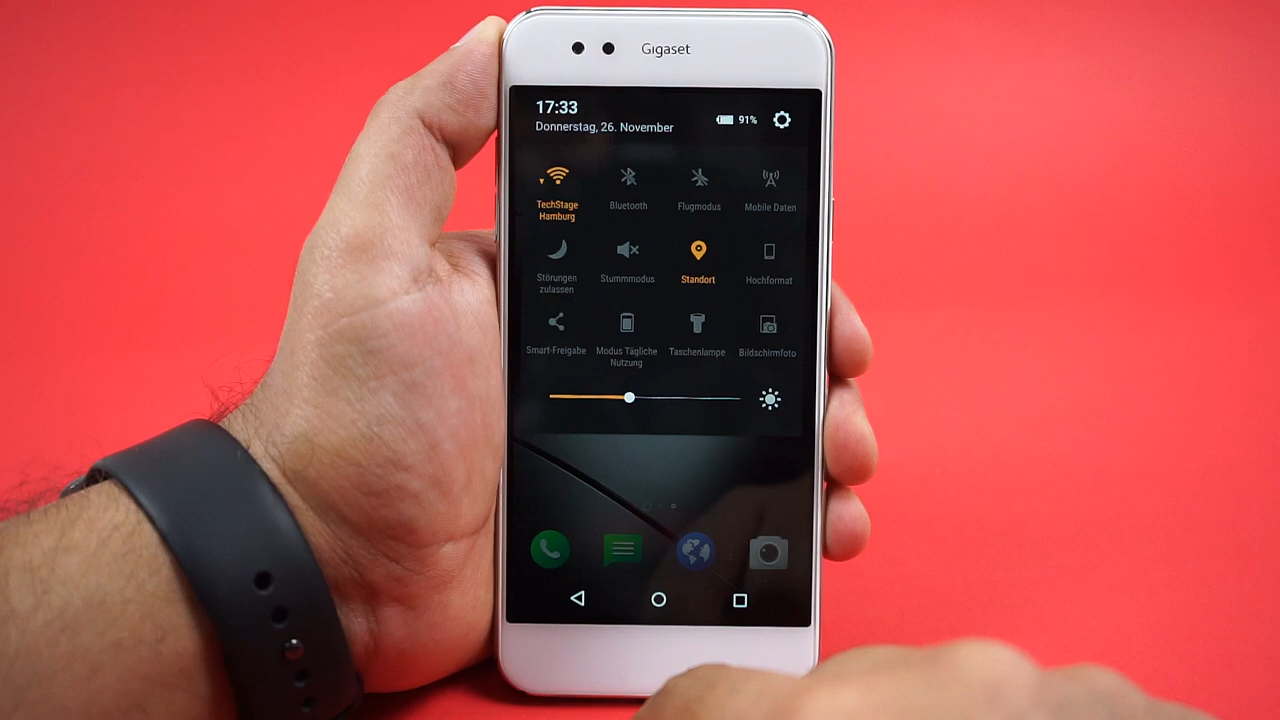 Gigaset
17:33
Donnerstag, 26. November
91%
TechStage
Hamburg
Bluetooth
Flugmodus
Mobile Daten
Störungen
zulassen
Stummmodus
Standort
Hochformat
Smart-Freigabe
Modus Tägliche
Nutzung
Taschenlampe
Bildschirmfoto